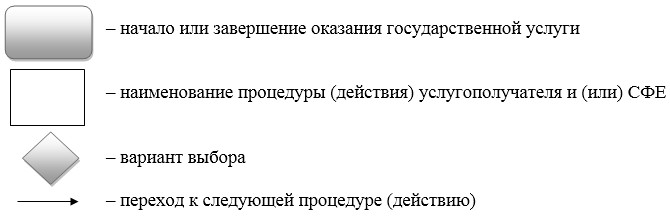 – начало или завершение оказания государственной услуги
– наименование процедуры (действия) услугополучателя и (или) СФЕ
– вариант выбора
– переход к следующей процедуре (действию)